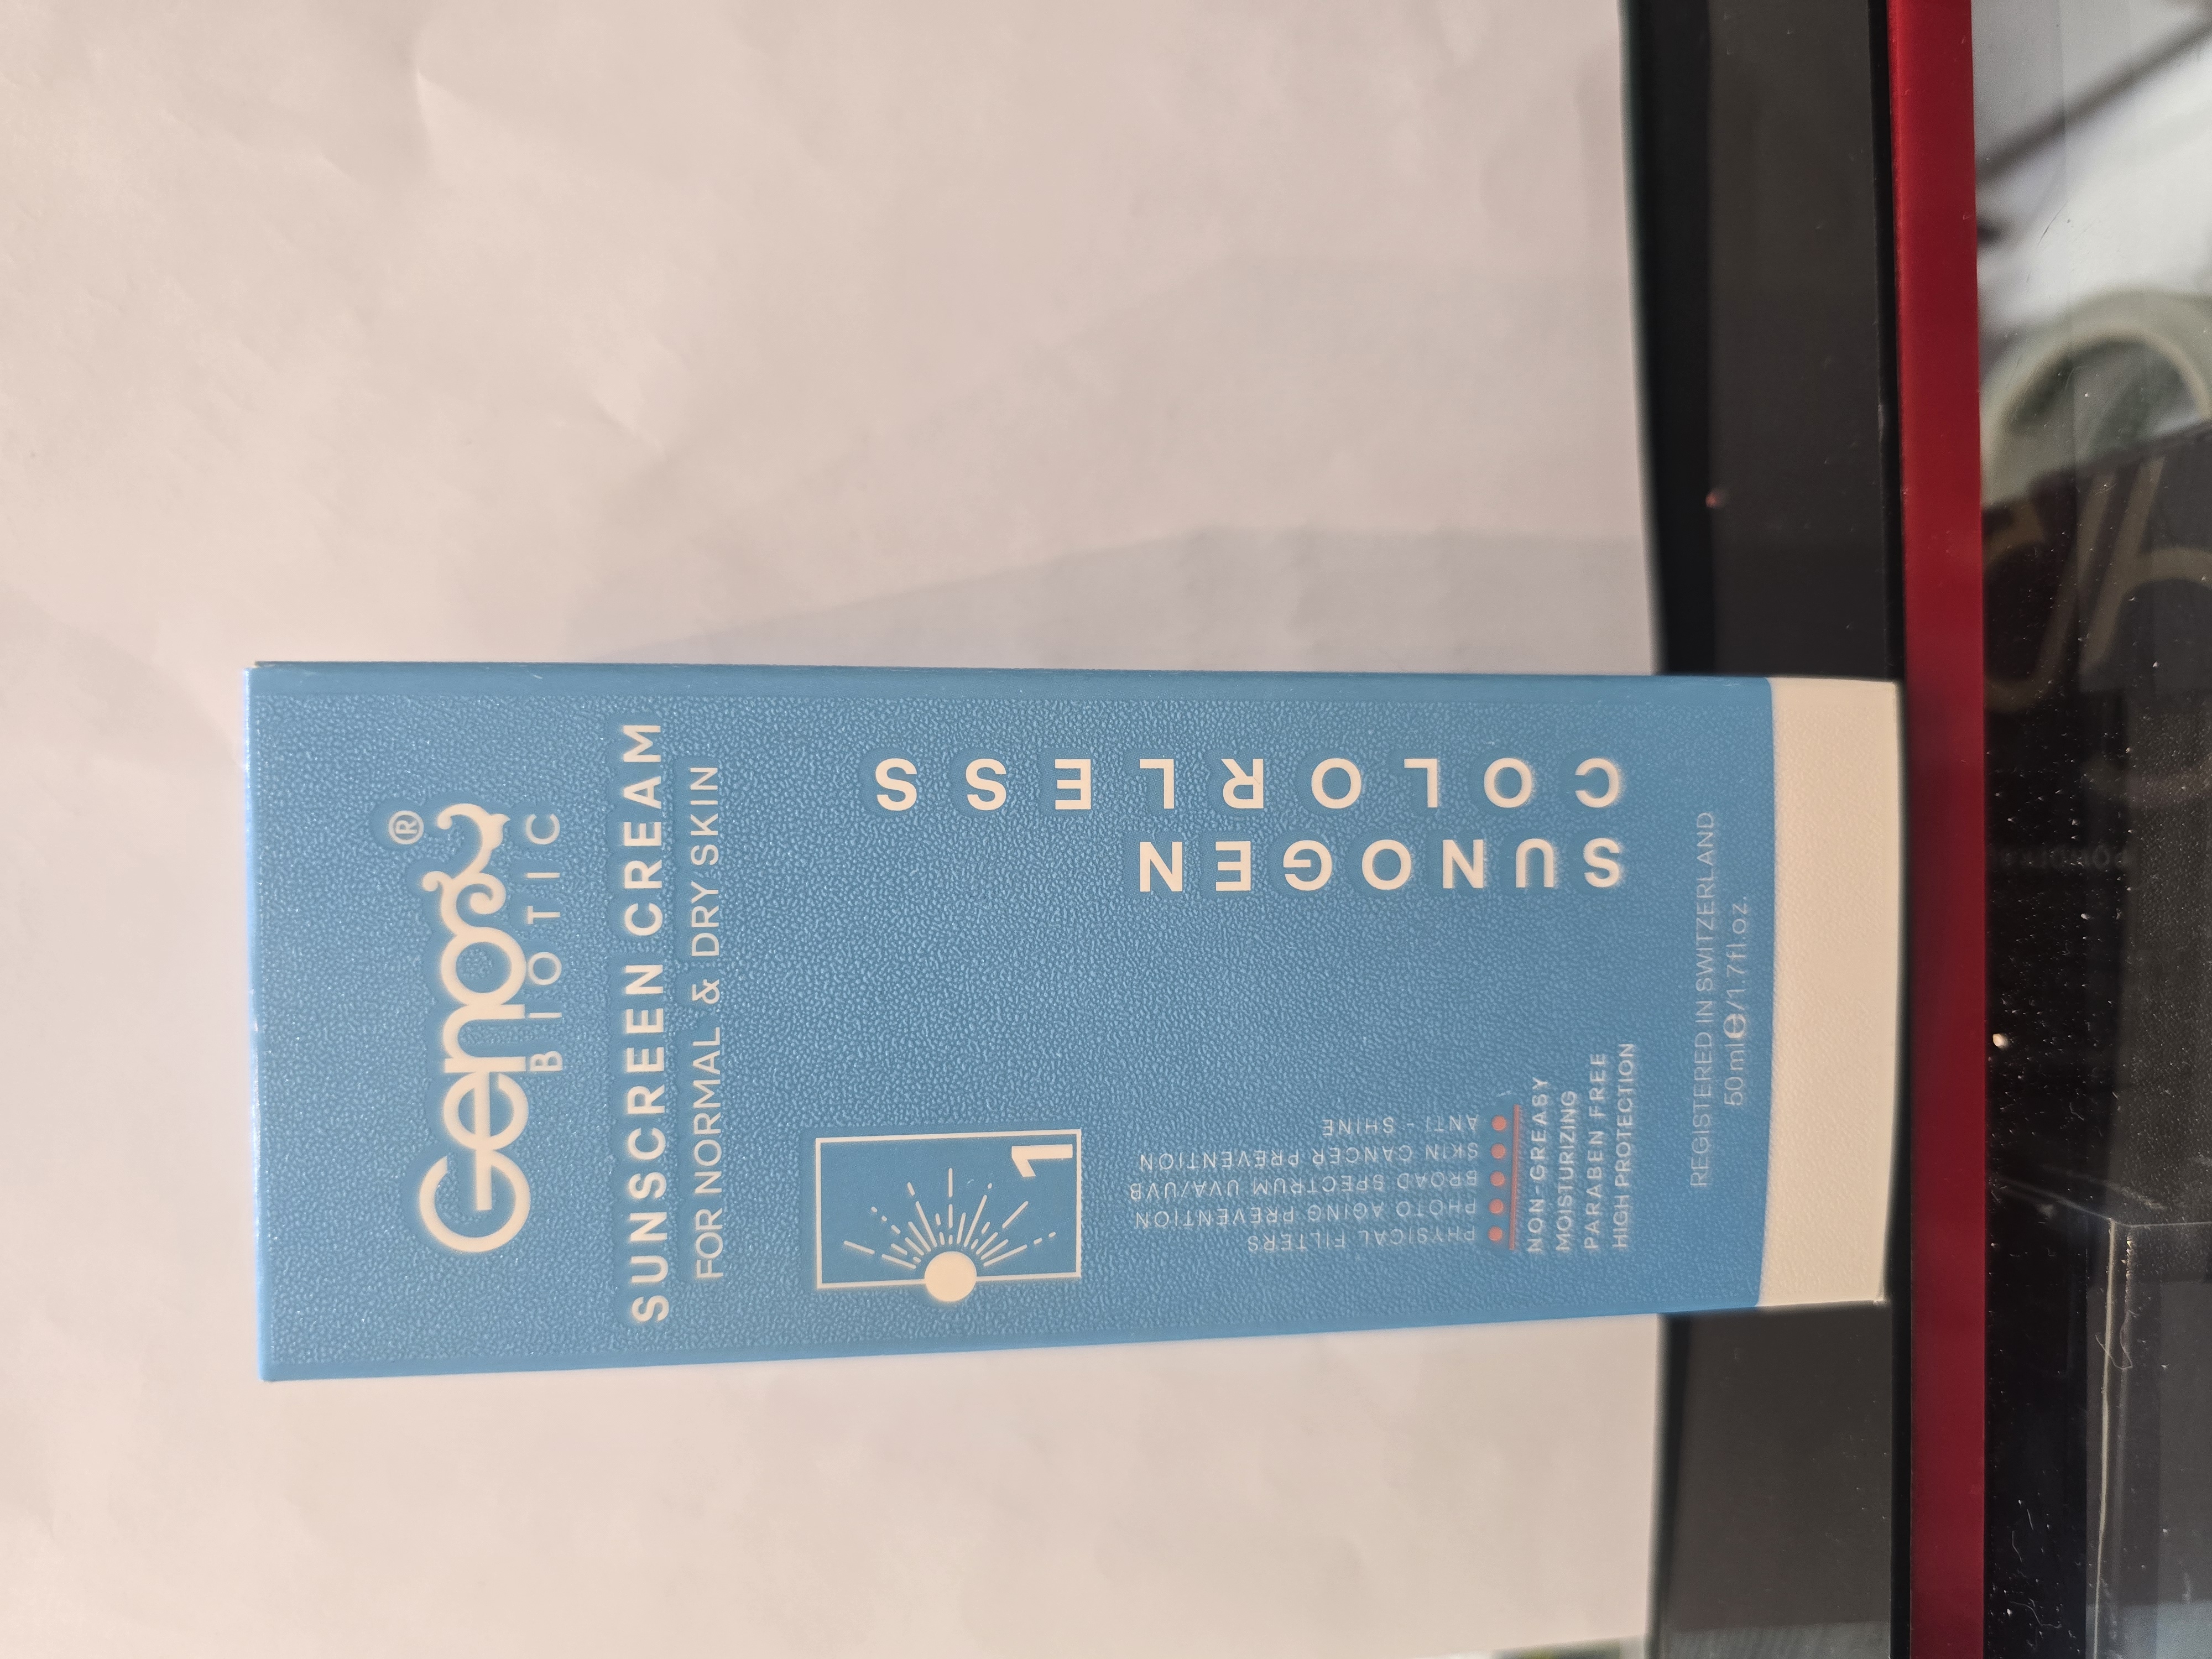 Genosys®
BIOTIC
SUNSCREEN CREAM
FOR NORMAL & DRY SKIN
1
SUNOGEN
COLORLESS
PHYSICAL FILTERS
PHOTO AGING PREVENTION
BROAD SPECTRUM UVA/UVB
SKIN CANCER PREVENTION
ANTI - SHINE
NON-GREASY
MOISTURIZING
PARABEN FREE
HIGH PROTECTION
REGISTERED IN SWITZERLAND
50ml℮/1.7fl.oz.